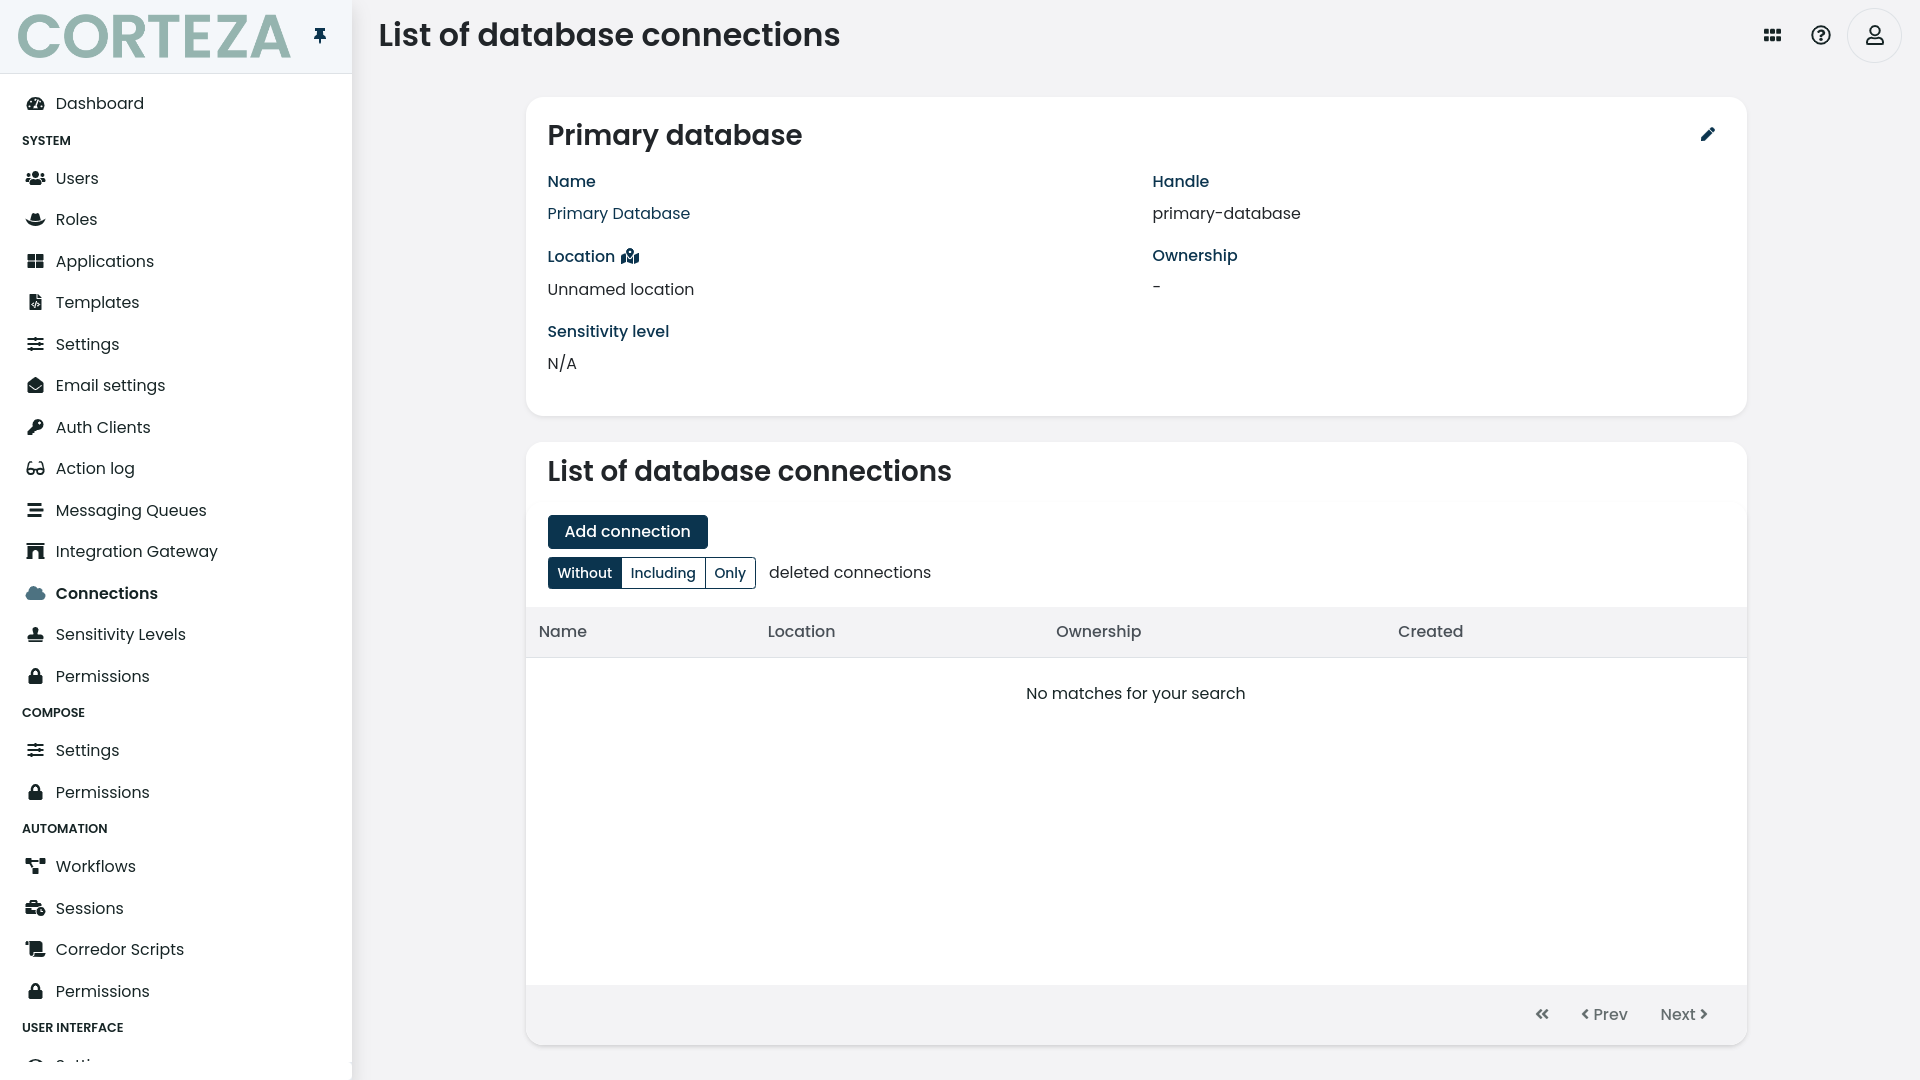 CORTEZA
List of database connections
Dashboard
SYSTEM
Users
Roles
Applications
Templates
Settings
Email settings
Auth Clients
Action log
Messaging Queues
Integration Gateway
Connections
Sensitivity Levels
Permissions
COMPOSE
Settings
Permissions
AUTOMATION
Workflows
Sessions
Corredor Scripts
Permissions
USER INTERFACE
Primary database
Name
Primary Database
Handle
primary-database
Location
Unnamed location
Ownership
-
Sensitivity level
N/A
List of database connections
Add connection
Without Including Only deleted connections
Name Location Ownership Created
No matches for your search
Prev Next